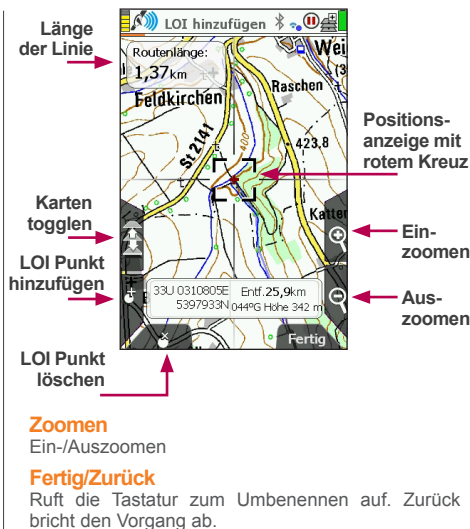 Länge
der Linie
LOI hinzufügen
Routenlänge:
1,37km
Feldkirchen
Raschen
St 2141
400
423,8
Positions-
anzeige mit
rotem Kreuz
Karten
togglen
LOI Punkt
hinzufügen
Ein-
zoomen
Aus-
zoomen
33U 0310805E Entf.25,9km
5397933N 044ºG Höhe 342 m
Fertig
LOI Punkt
löschen
Zoomen
Ein-/Auszoomen
Fertig/Zurück
Ruft die Tastatur zum Umbenennen auf. Zurück
bricht den Vorgang ab.